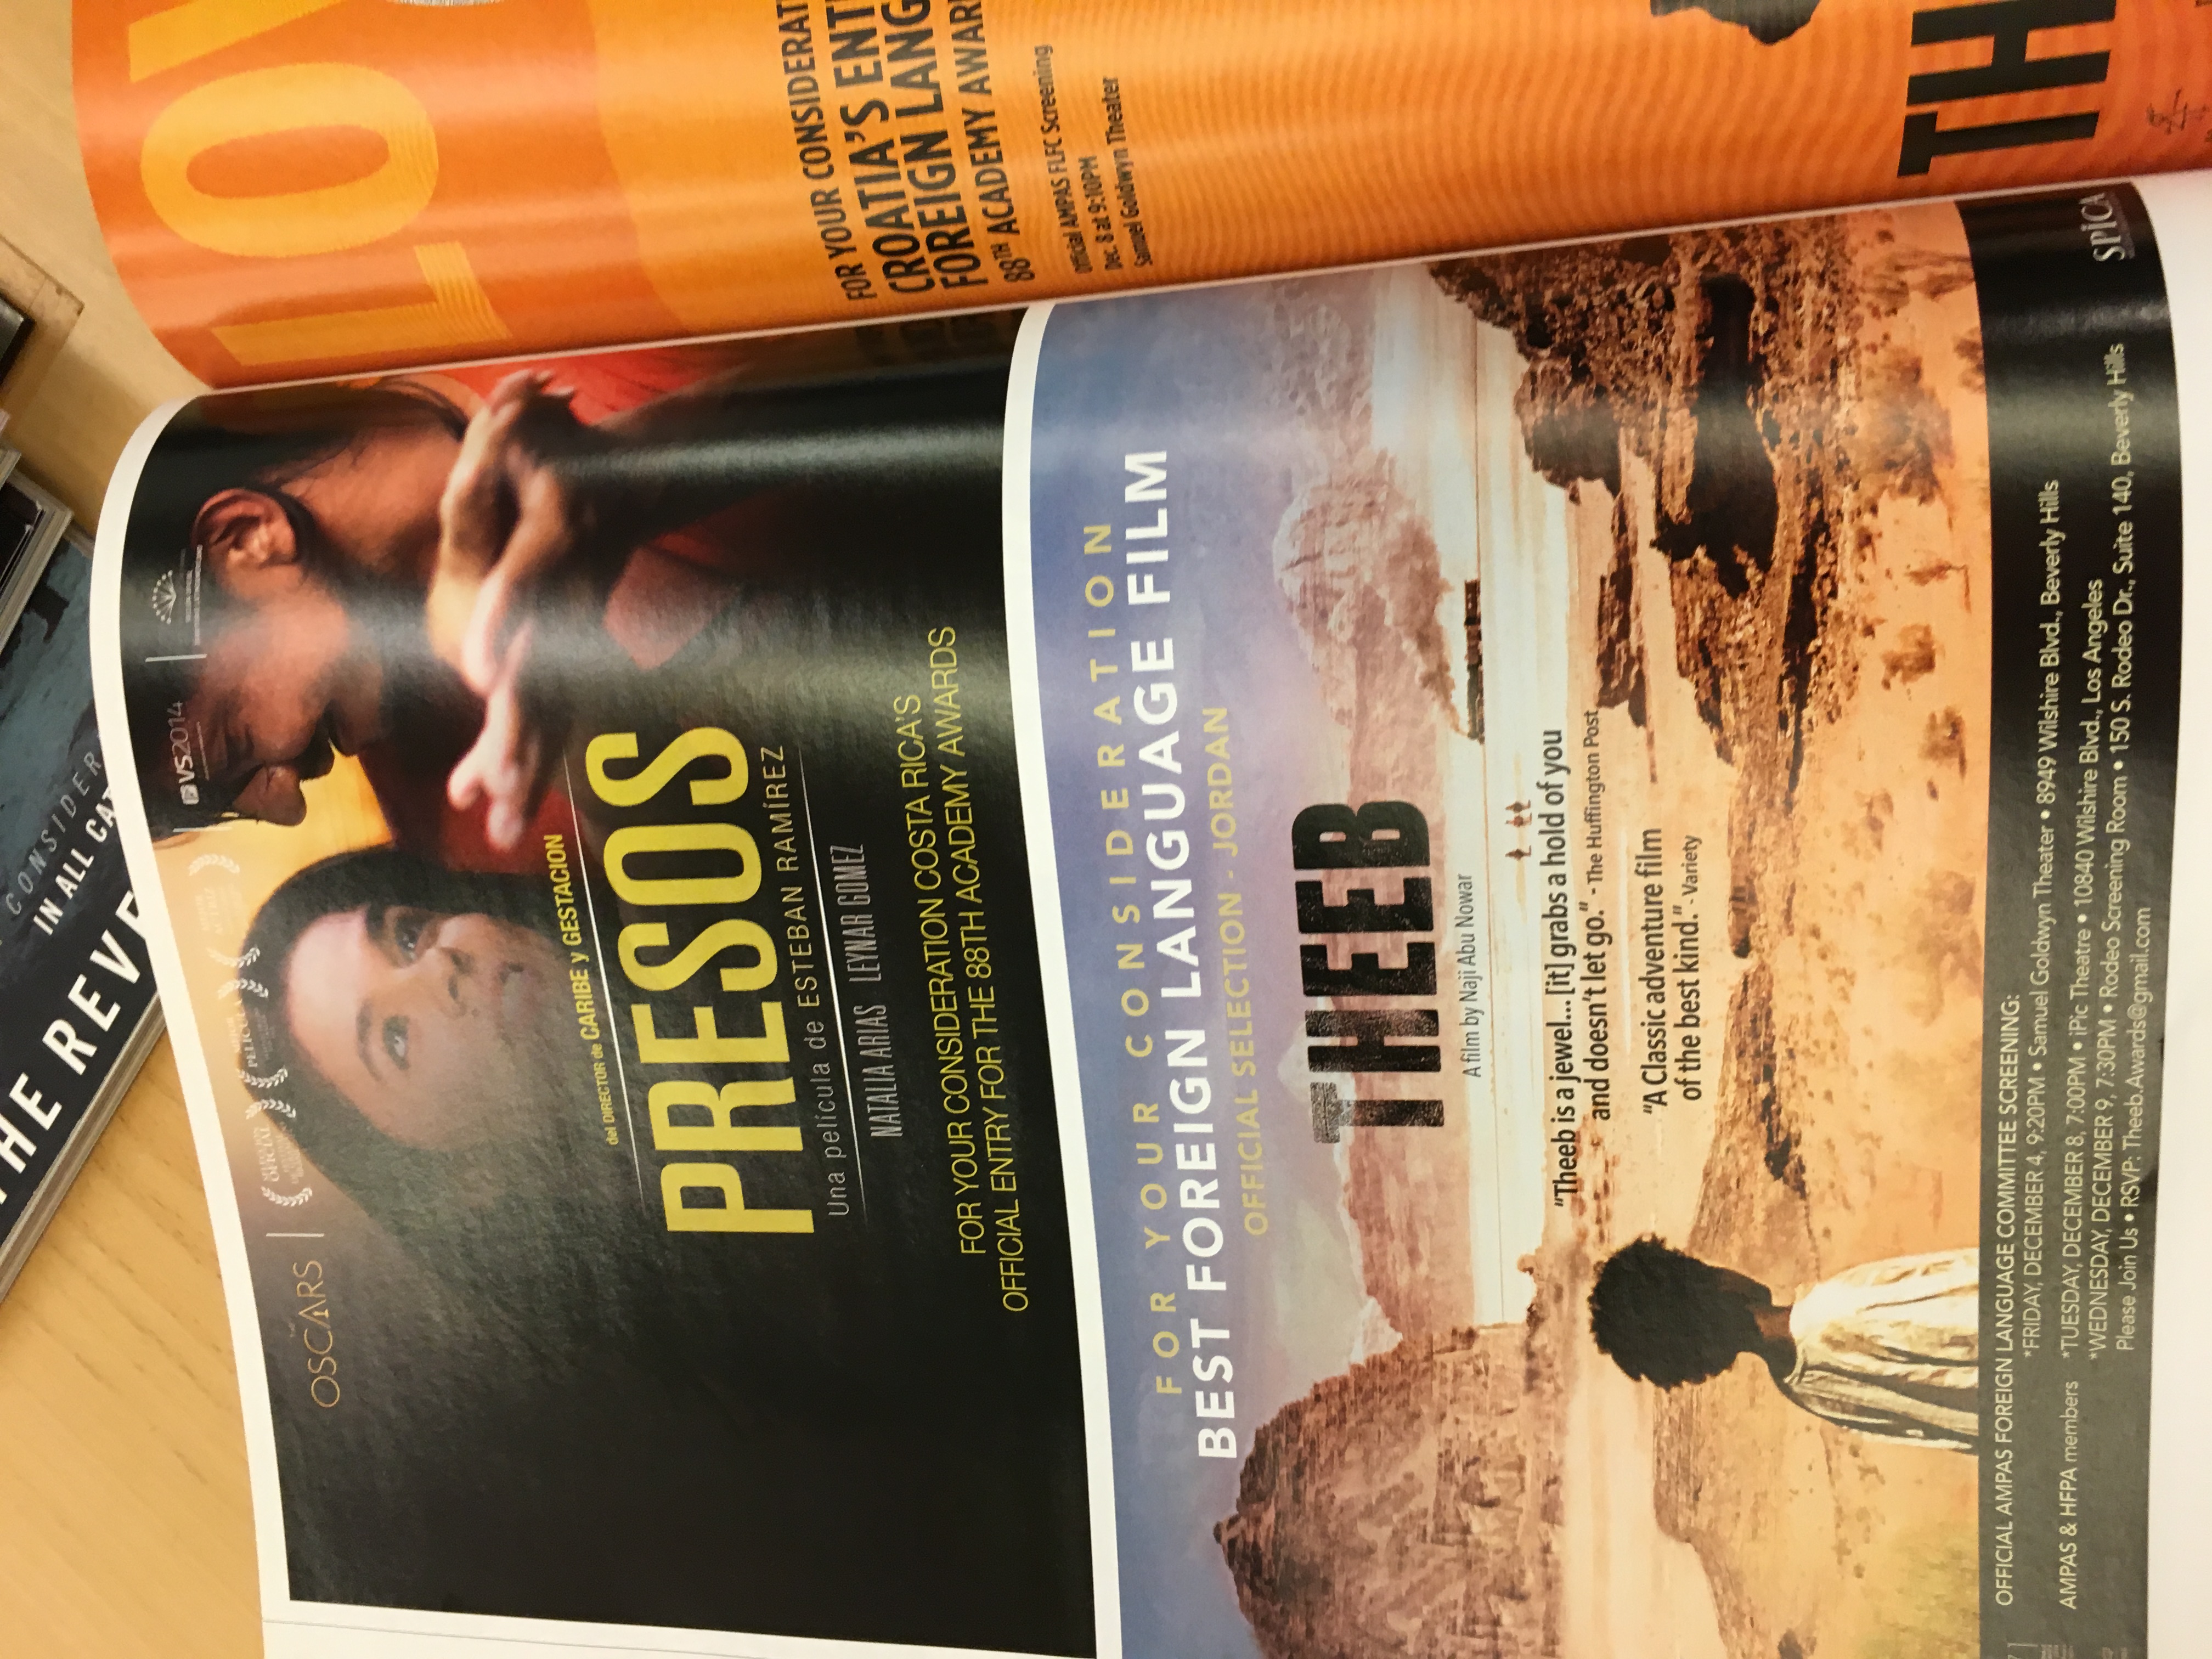 THE REVE
CONSIDER
IN ALL CAT
THE
OSCARS
SELECCIÓN
OFICIAL
MEJOR
PELÍCULA
MEJOR
ACTRIZ
VS2014
del DIRECTOR de CARIBE y GESTACION
PRESOS
Una película de ESTEBAN RAMÍREZ
NATALIA ARIAS LEYNAR GOMEZ
FOR YOUR CONSIDERATION COSTA RICA'S
OFFICIAL ENTRY FOR THE 88TH ACADEMY AWARDS
FOR YOUR CONSIDERATION
BEST FOREIGN LANGUAGE FILM
OFFICIAL SELECTION - JORDAN
THEEB
A film by Naji Abu Nowar
“Theeb is a jewel... [it] grabs a hold of you
and doesn't let go.” - The Huffington Post
“A Classic adventure film
of the best kind.” - Variety
OFFICIAL AMPAS FOREIGN LANGUAGE COMMITTEE SCREENING:
*FRIDAY, DECEMBER 4, 9:20PM • Samuel Goldwyn Theater • 8949 Wilshire Blvd., Beverly Hills
AMPAS & HFPA members *TUESDAY, DECEMBER 8, 7:00PM • iPic Theatre • 10840 Wilshire Blvd., Los Angeles
*WEDNESDAY, DECEMBER 9, 7:30PM • Rodeo Screening Room • 150 S. Rodeo Dr., Suite 140, Beverly Hills
Please Join Us • RSVP: Theeb.Awards@gmail.com
SPiCA
LOV
FOR YOUR CONSIDERAT
CROATIA'S ENT
FOREIGN LANG
88TH ACADEMY AWAR
Official AMPAS FLFC Screening
Dec. 8 at 9:10PM
Samuel Goldwyn Theater
TH